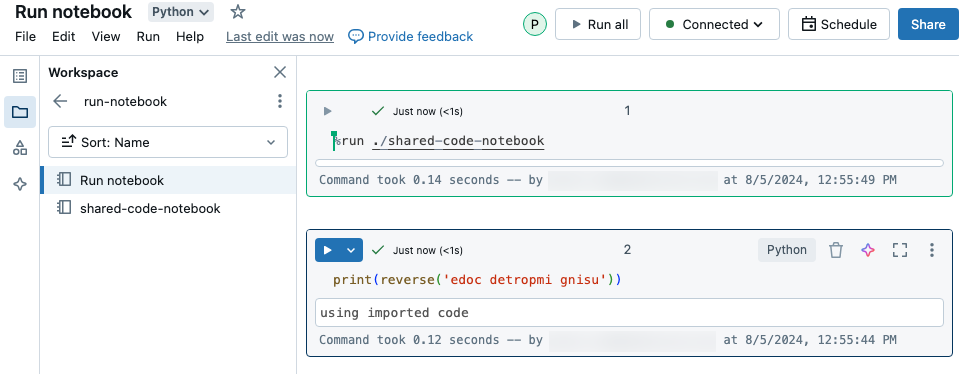 Run notebook Python
File Edit View Run Help Last edit was now Provide feedback
P Run all Connected Schedule Share
Workspace
run-notebook
Sort: Name
Run notebook
shared-code-notebook
Just now (<1s) 1
%run ./shared-code-notebook
Command took 0.14 seconds -- by at 8/5/2024, 12:55:49 PM
Just now (<1s) 2 Python
print(reverse('edoc detropmi gnisu'))
using imported code
Command took 0.12 seconds -- by at 8/5/2024, 12:55:44 PM